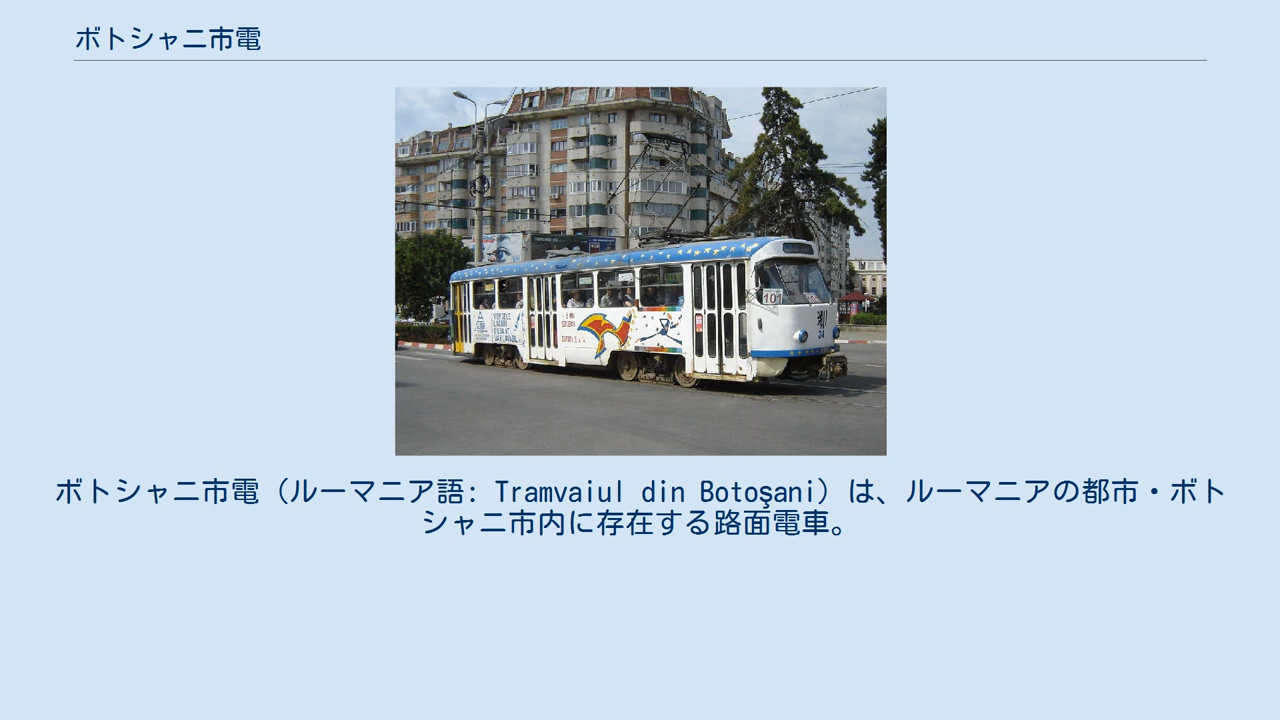 ボトシャニ市電
101
24
ボトシャニ市電（ルーマニア語: Tramvaiul din Botoşani）は、ルーマニアの都市・ボト
シャニ市内に存在する路面電車。